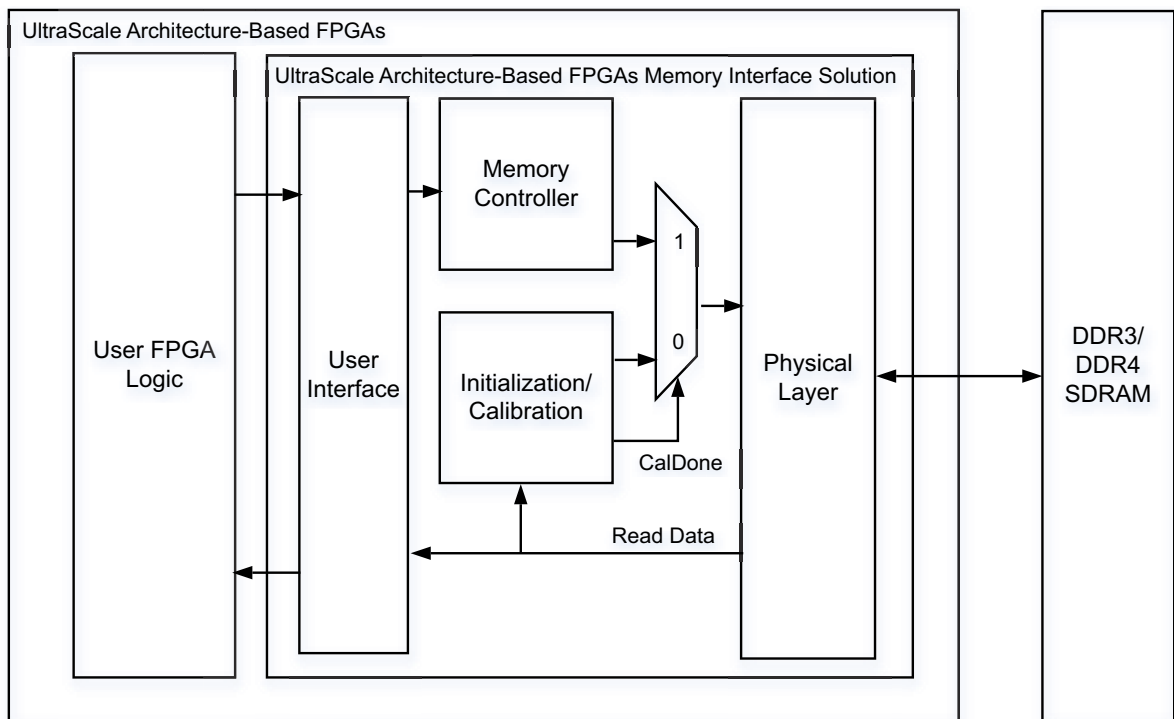 UltraScale Architecture-Based FPGAs
UltraScale Architecture-Based FPGAs Memory Interface Solution
User FPGA
Logic
User
Interface
Memory
Controller
Initialization/
Calibration
1
0
CalDone
Read Data
Physical
Layer
DDR3/
DDR4
SDRAM